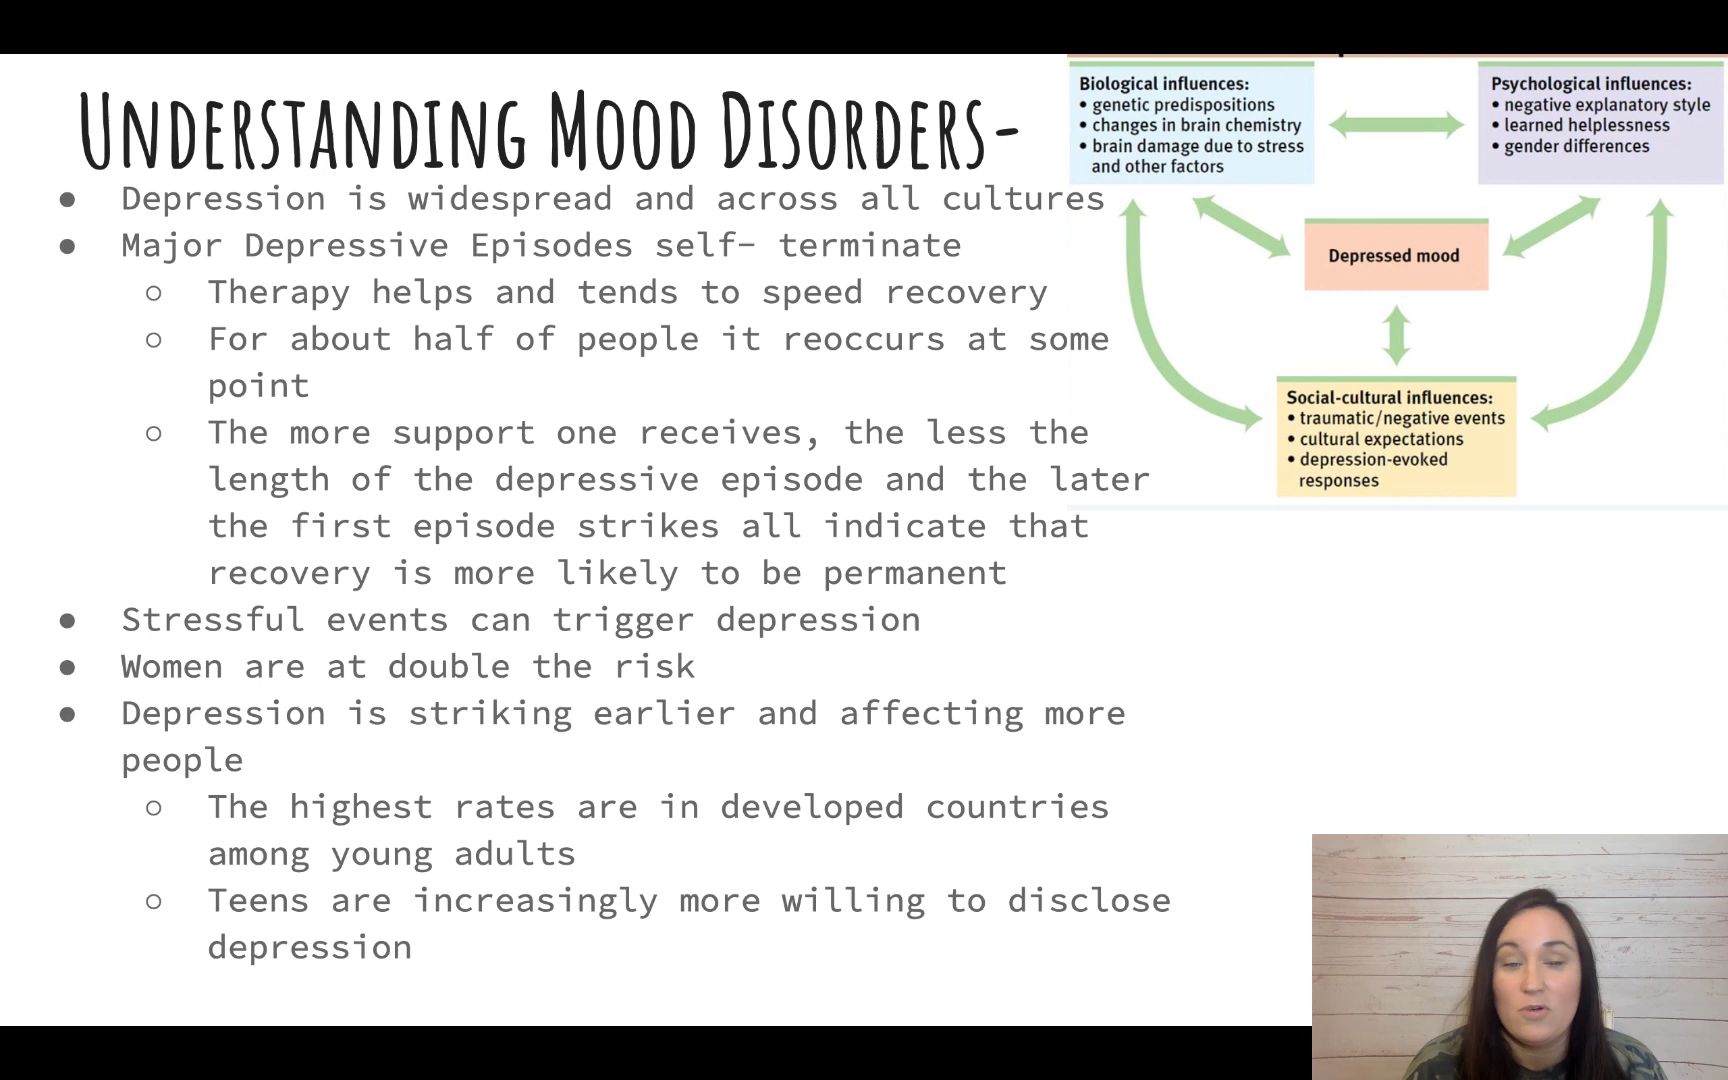 Understanding Mood Disorders-
● Depression is widespread and across all cultures
● Major Depressive Episodes self- terminate
○ Therapy helps and tends to speed recovery
○ For about half of people it reoccurs at some
point
○ The more support one receives, the less the
length of the depressive episode and the later
the first episode strikes all indicate that
recovery is more likely to be permanent
● Stressful events can trigger depression
● Women are at double the risk
● Depression is striking earlier and affecting more
people
○ The highest rates are in developed countries
among young adults
○ Teens are increasingly more willing to disclose
depression
Biological influences:
• genetic predispositions
• changes in brain chemistry
• brain damage due to stress
and other factors
Psychological influences:
• negative explanatory style
• learned helplessness
• gender differences
Depressed mood
Social-cultural influences:
• traumatic/negative events
• cultural expectations
• depression-evoked
responses